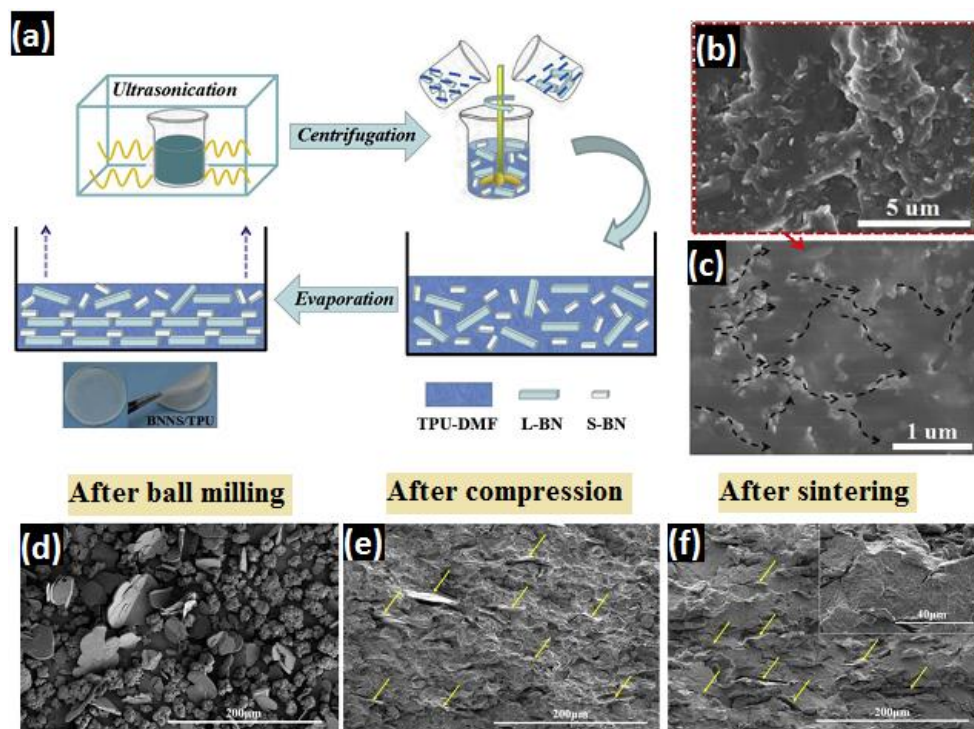 (a)
Ultrasonication
Centrifugation
Evaporation
BNNS/TPU
TPU-DMF
L-BN
S-BN
(b)
5 um
(c)
1 um
After ball milling
After compression
After sintering
(d)
200μm
(e)
200μm
(f)
40μm
200μm